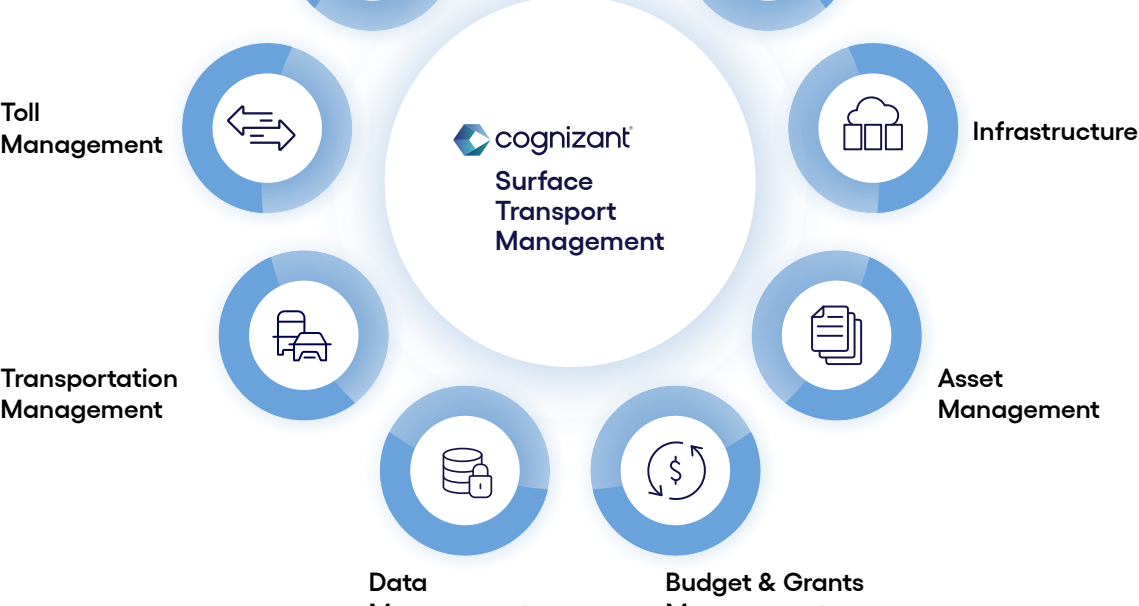 Toll
Management
cognizant
Surface
Transport
Management
Infrastructure
Transportation
Management
$
Asset
Management
Data
Budget & Grants